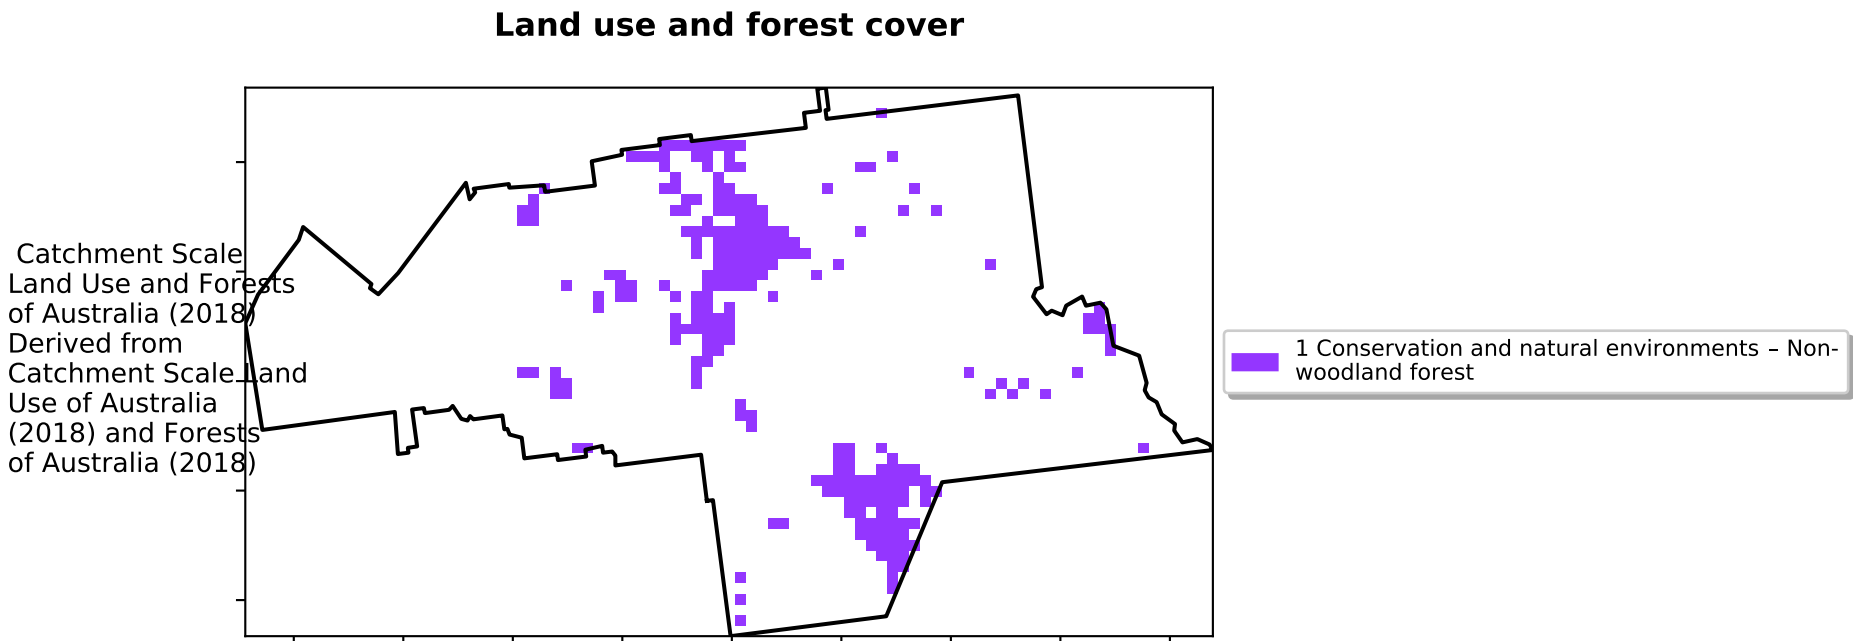 Land use and forest cover
Catchment Scale
Land Use and Forests
of Australia (2018)
Derived from
Catchment Scale Land
Use of Australia
(2018) and Forests
of Australia (2018)
1 Conservation and natural environments – Non-
woodland forest